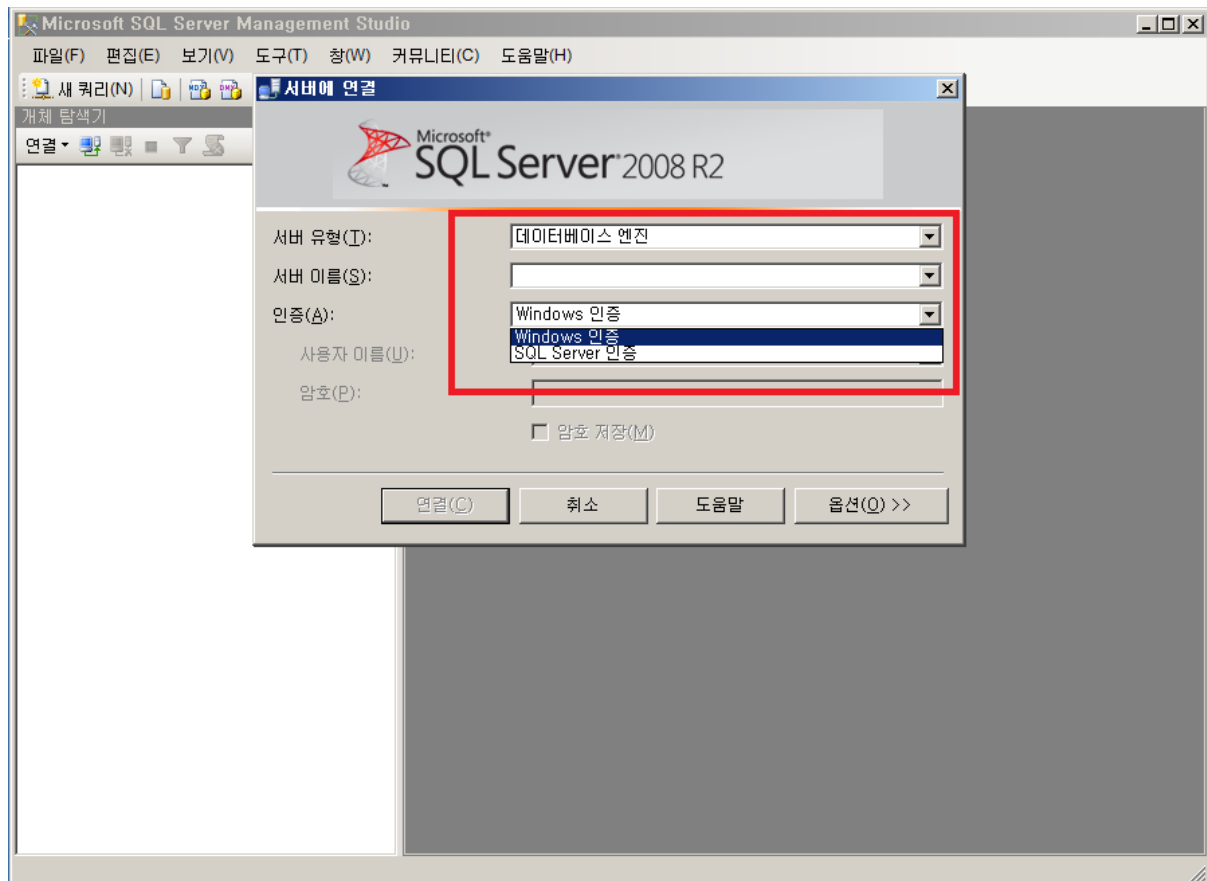 Microsoft SQL Server Management Studio
파일(F) 편집(E) 보기(V) 도구(T) 창(W) 커뮤니티(C) 도움말(H)
새 쿼리(N)
개체 탐색기
연결
서버에 연결
Microsoft®
SQL Server® 2008 R2
서버 유형(T):
데이터베이스 엔진
서버 이름(S):
인증(A):
Windows 인증
Windows 인증
SQL Server 인증
사용자 이름(U):
암호(P):
암호 저장(M)
연결(C) 취소 도움말 옵션(O) >>